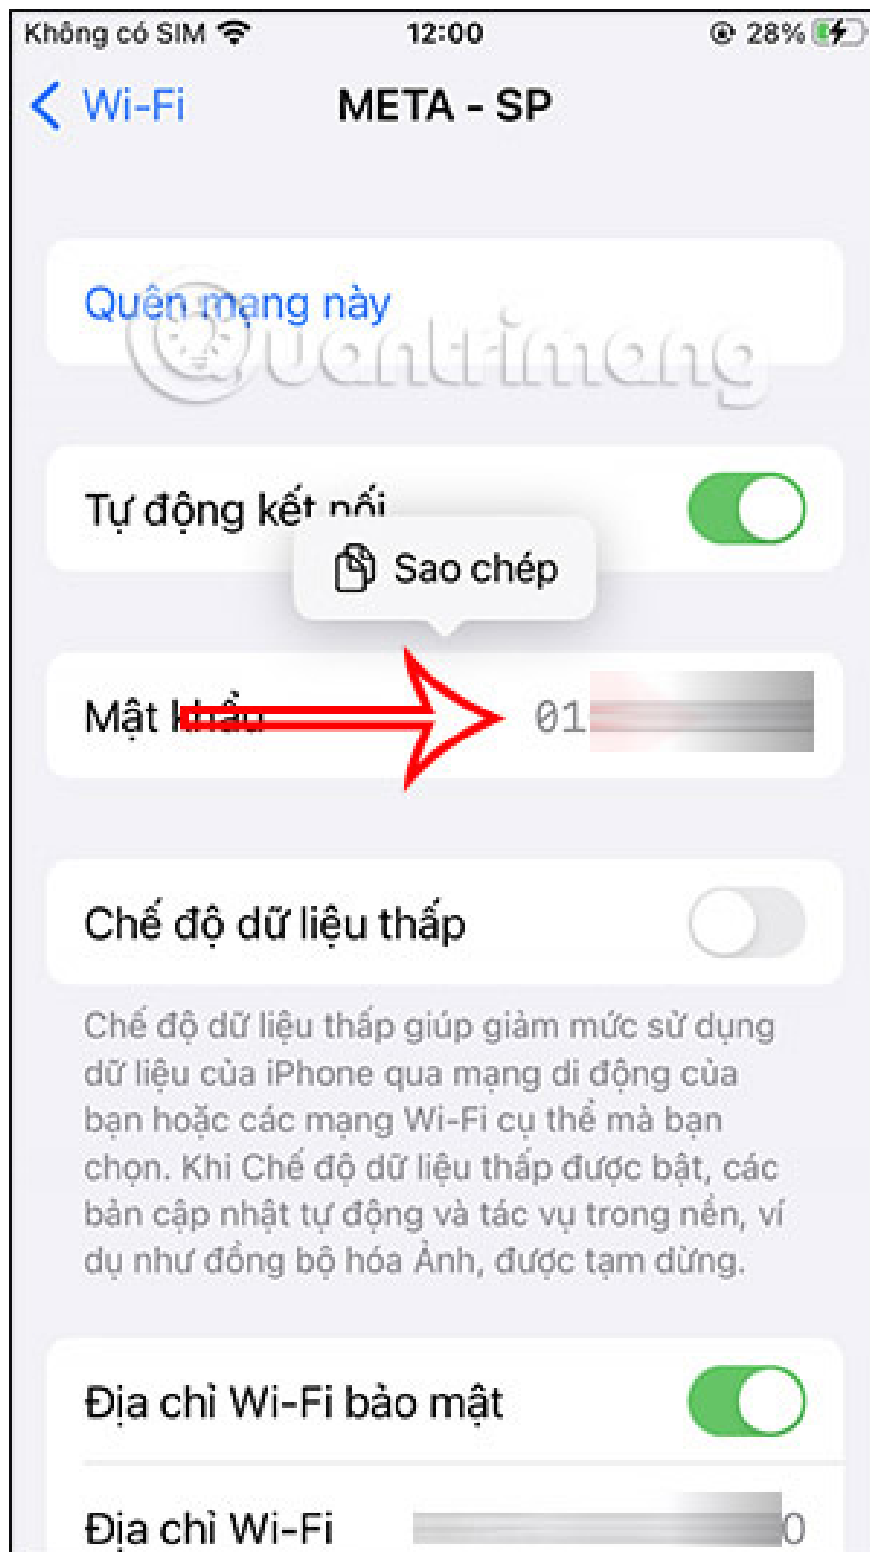 Không có SIM 12:00 28%
Wi-Fi META - SP
Quên mạng này
Quantrimang
Tự động kết nối
Sao chép
Mật khẩu 01
Chế độ dữ liệu thấp
Chế độ dữ liệu thấp giúp giảm mức sử dụng
dữ liệu của iPhone qua mạng di động của
bạn hoặc các mạng Wi-Fi cụ thể mà bạn
chọn. Khi Chế độ dữ liệu thấp được bật, các
bản cập nhật tự động và tác vụ trong nền, ví
dụ như đồng bộ hóa Ảnh, được tạm dừng.
Địa chỉ Wi-Fi bảo mật
Địa chỉ Wi-Fi 0